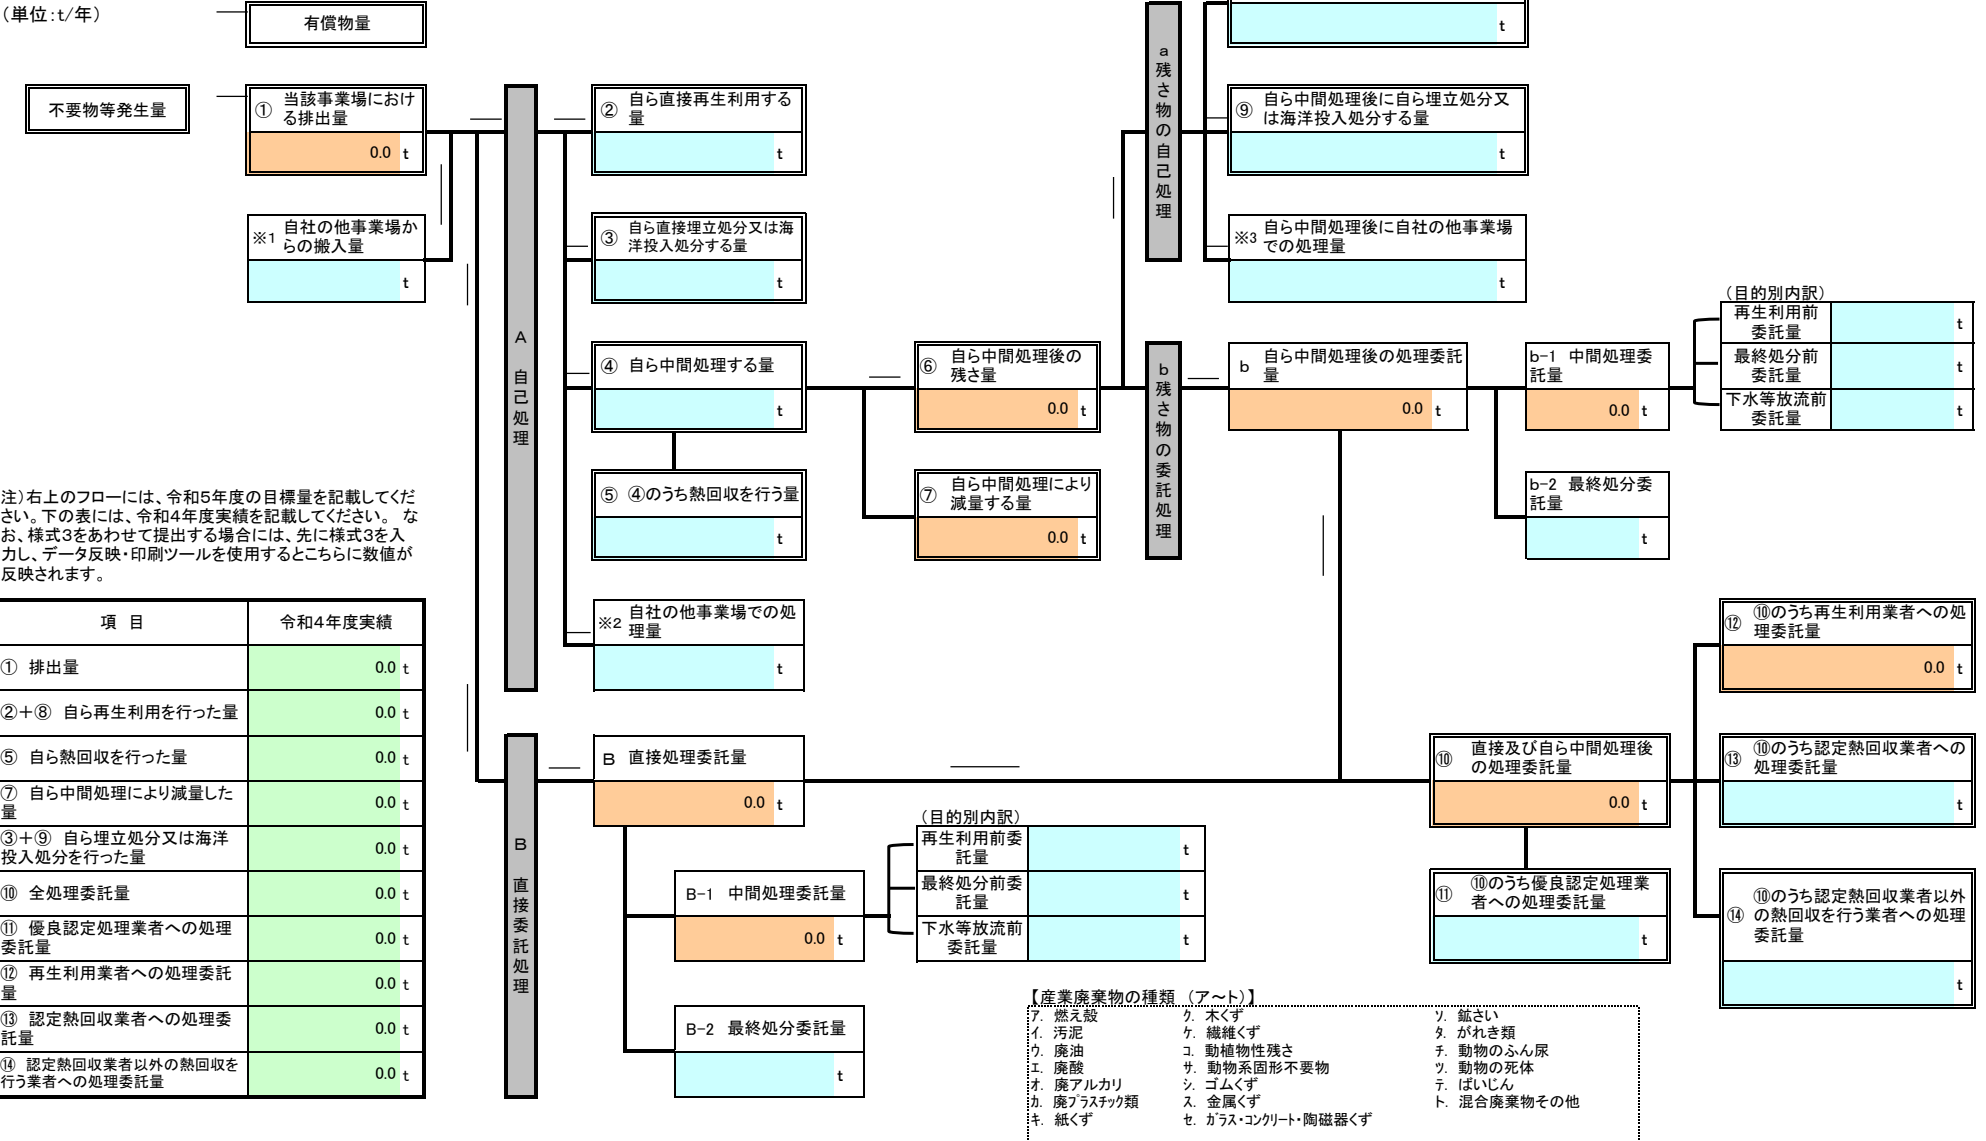 （単位：t/年）
有償物量
t
不要物等発生量
① 当該事業場におけ
る排出量
0.0 t
※1 自社の他事業場か
らの搬入量
t
A 自己処理
② 自ら直接再生利用する
量
t
③ 自ら直接埋立処分又は海
洋投入処分する量
t
④ 自ら中間処理する量
t
⑤ ④のうち熱回収を行う量
t
※2 自社の他事業場での処
理量
t
⑥ 自ら中間処理後の
残さ量
0.0 t
⑦ 自ら中間処理により
減量する量
0.0 t
a 残さ物の自己処理
⑨ 自ら中間処理後に自ら埋立処分又
は海洋投入処分する量
t
※3 自ら中間処理後に自社の他事業場
での処理量
t
b 残さ物の委託処理
b 自ら中間処理後の処理委託
量
0.0 t
b-1 中間処理委
託量
0.0 t
b-2 最終処分委
託量
t
（目的別内訳）
再生利用前
委託量
t
最終処分前
委託量
t
下水等放流前
委託量
t
注）右上のフローには、令和５年度の目標量を記載してくだ
さい。下の表には、令和４年度実績を記載してください。 な
お、様式３をあわせて提出する場合には、先に様式３を入
力し、データ反映・印刷ツールを使用するとこちらに数値が
反映されます。
項 目 令和４年度実績
① 排出量 0.0 t
②＋⑧ 自ら再生利用を行った量 0.0 t
⑤ 自ら熱回収を行った量 0.0 t
⑦ 自ら中間処理により減量した
量 0.0 t
③＋⑨ 自ら埋立処分又は海洋
投入処分を行った量 0.0 t
⑩ 全処理委託量 0.0 t
⑪ 優良認定処理業者への処理
委託量 0.0 t
⑫ 再生利用業者への処理委託
量 0.0 t
⑬ 認定熱回収業者への処理委
託量 0.0 t
⑭ 認定熱回収業者以外の熱回収を
行う業者への処理委託量 0.0 t
B 直接委託処理
B 直接処理委託量
0.0 t
B-1 中間処理委託量
0.0 t
B-2 最終処分委託量
t
（目的別内訳）
再生利用前委
託量
t
最終処分前委
託量
t
下水等放流前
委託量
t
⑩ 直接及び自ら中間処理後
の処理委託量
0.0 t
⑪ ⑩のうち優良認定処理業
者への処理委託量
t
⑫ ⑩のうち再生利用業者への処
理委託量
0.0 t
⑬ ⑩のうち認定熱回収業者への
処理委託量
t
⑭ ⑩のうち認定熱回収業者以外
の熱回収を行う業者への処理
委託量
t
【産業廃棄物の種類 （ア～ト）】
ｱ. 燃え殻 ｸ. 木くず ｿ. 鉱さい
ｲ. 汚泥 ｹ. 繊維くず ﾀ. がれき類
ｳ. 廃油 ｺ. 動植物性残さ ﾁ. 動物のふん尿
ｴ. 廃酸 ｻ. 動物系固形不要物 ﾂ. 動物の死体
ｵ. 廃アルカリ ｼ. ゴムくず ﾃ. ばいじん
ｶ. 廃ﾌﾟﾗｽﾁｯｸ類 ｽ. 金属くず ﾄ. 混合廃棄物その他
ｷ. 紙くず ｾ. ｶﾞﾗｽ・ｺﾝｸﾘｰﾄ・陶磁器くず